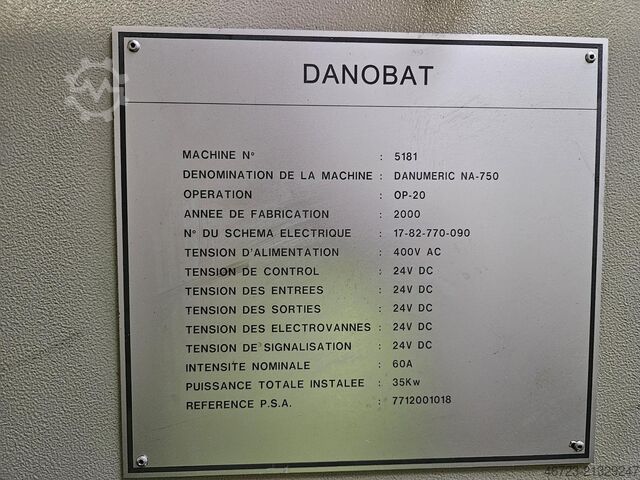 DANOBAT
MACHINE N° : 5181
DENOMINATION DE LA MACHINE : DANUMERIC NA-750
OPERATION : OP-20
ANNEE DE FABRICATION : 2000
N° DU SCHEMA ELECTRIQUE : 17-82-770-090
TENSION D'ALIMENTATION : 400V AC
TENSION DE CONTROL : 24V DC
TENSION DES ENTREES : 24V DC
TENSION DES SORTIES : 24V DC
TENSION DES ELECTROVANNES : 24V DC
TENSION DE SIGNALISATION : 24V DC
INTENSITE NOMINALE : 60A
PUISSANCE TOTALE INSTALEE : 35Kw
REFERENCE P.S.A. : 7712001018
46723-21329247